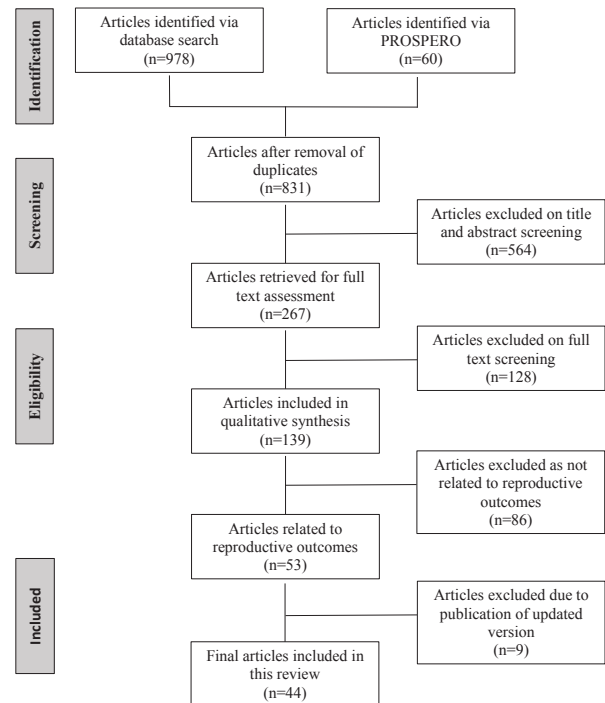 Identification
Articles identified via
database search
(n=978)
Articles identified via
PROSPERO
(n=60)
Screening
Articles after removal of
duplicates
(n=831)
Articles excluded on title
and abstract screening
(n=564)
Articles retrieved for full
text assessment
(n=267)
Eligibility
Articles excluded on full
text screening
(n=128)
Articles included in
qualitative synthesis
(n=139)
Articles excluded as not
related to reproductive
outcomes
(n=86)
Articles related to
reproductive outcomes
(n=53)
Included
Articles excluded due to
publication of updated
version
(n=9)
Final articles included in
this review
(n=44)